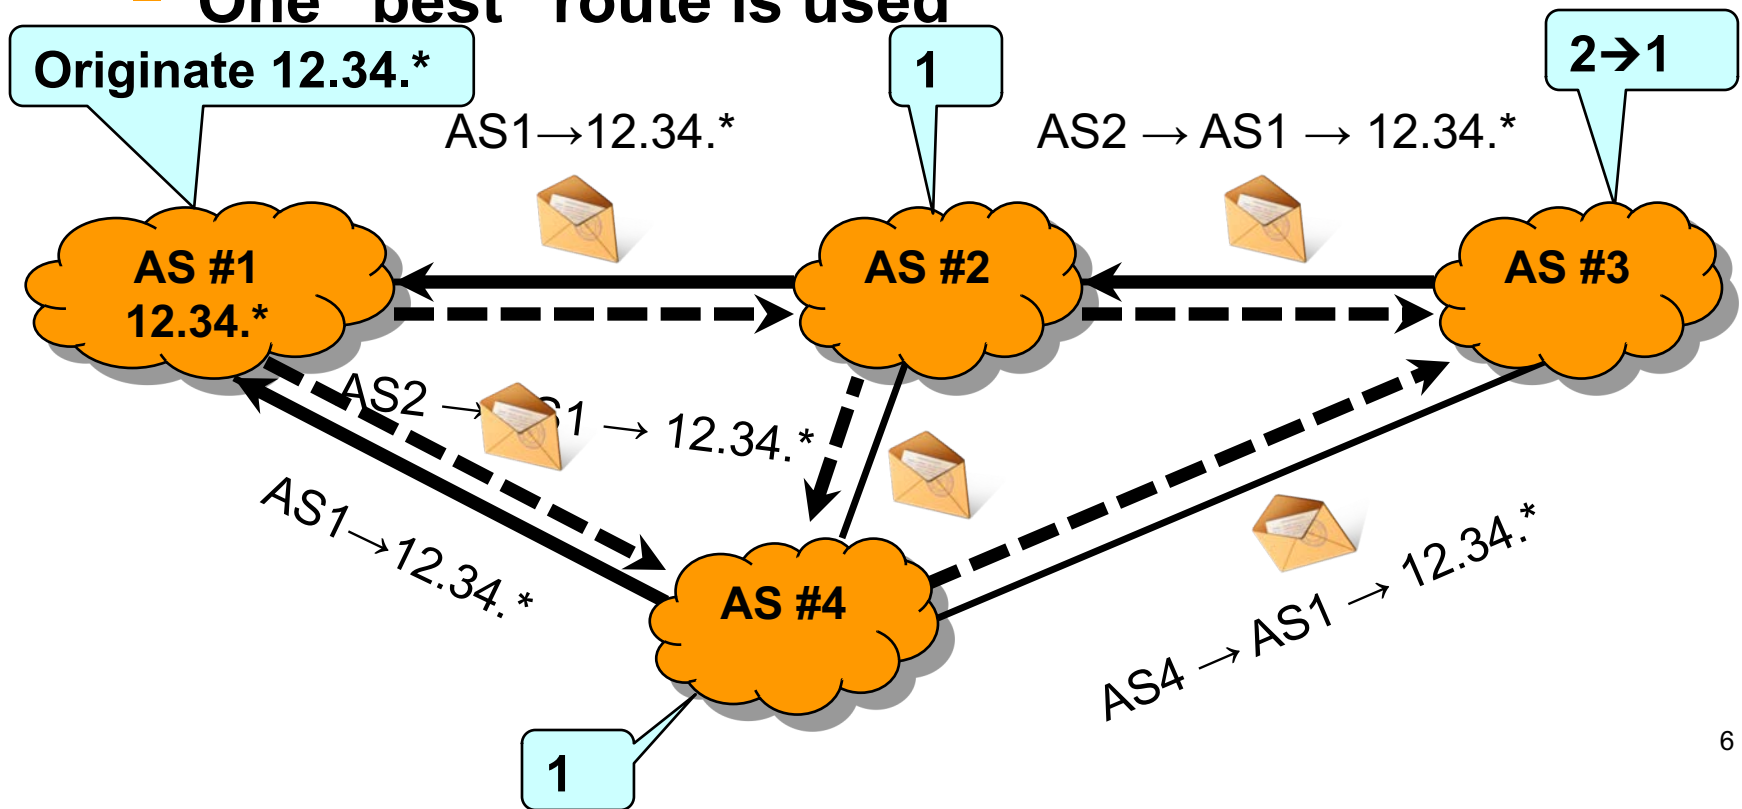 One "best" route is used
Originate 12.34.*
1
2→1
AS1→12.34.*
AS2 → AS1 → 12.34.*
AS #1
12.34.*
AS #2
AS #3
AS2 → S1 → 12.34.*
AS1→12.34.*
AS #4
AS4 → AS1 → 12.34.*
1
6